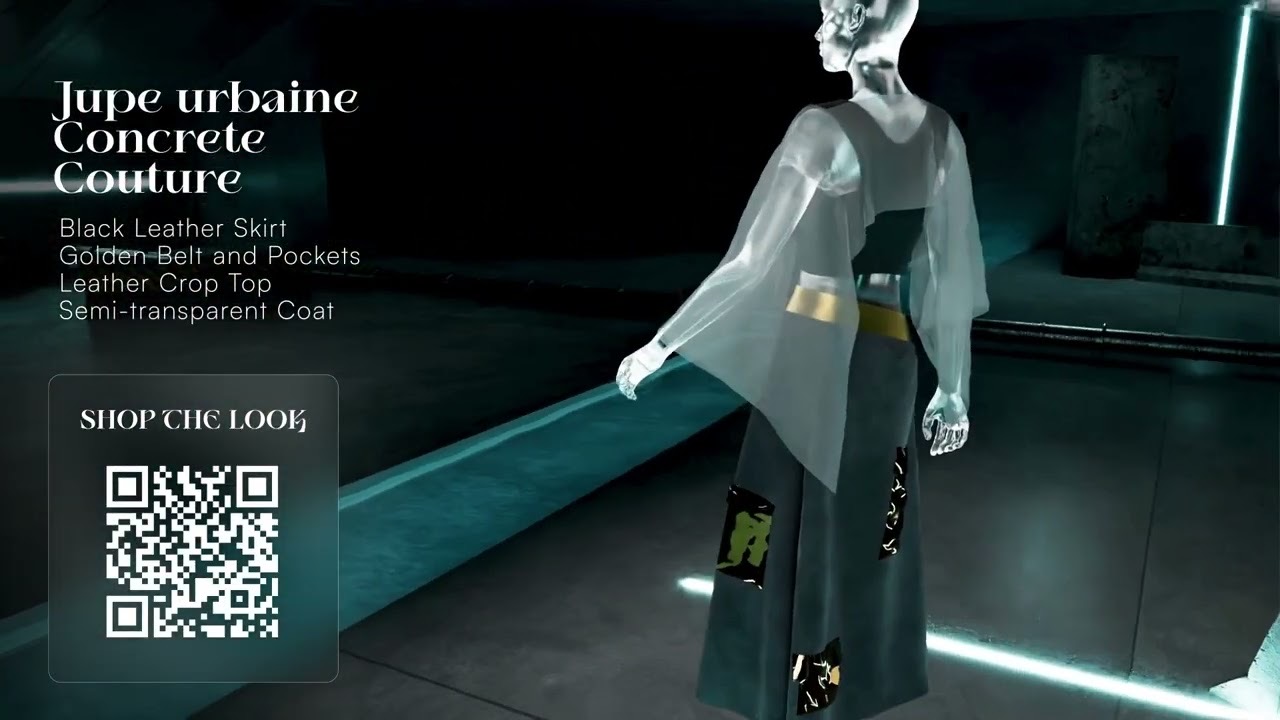 Jupe urbaine
Concrete
Couture
Black Leather Skirt
Golden Belt and Pockets
Leather Crop Top
Semi-transparent Coat
SHOP THE LOOK